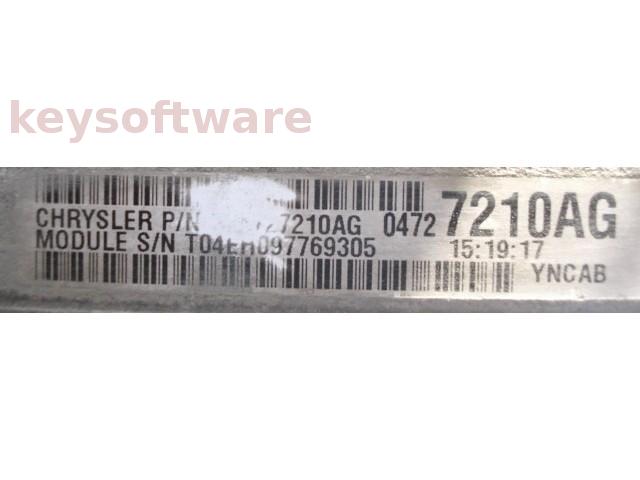 keysoftware
CHRYSLER P/N 7210AG 0472 7210AG
MODULE S/N T04EH097769305 15:19:17
YNCAB